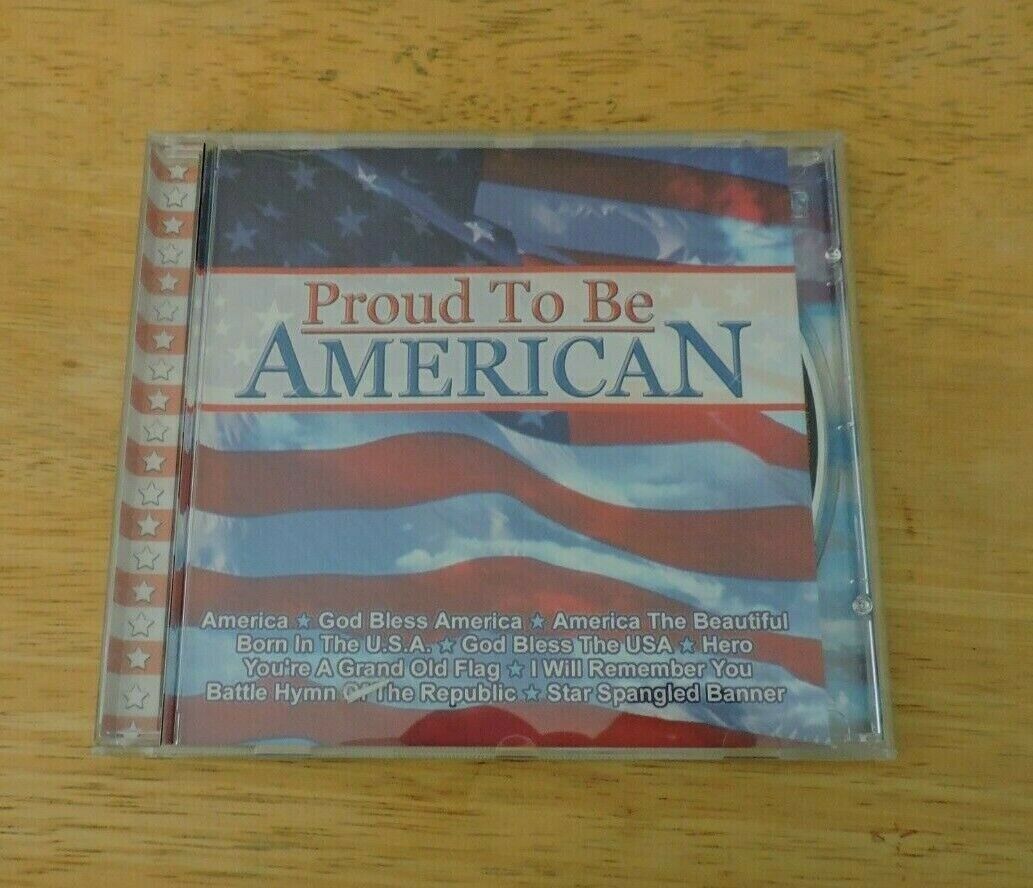 Proud To Be
AMERICAN
America ★ God Bless America ★ America The Beautiful
Born In The U.S.A. ★ God Bless The USA ★ Hero
You're A Grand Old Flag ★ I Will Remember You
Battle Hymn Of The Republic ★ Star Spangled Banner